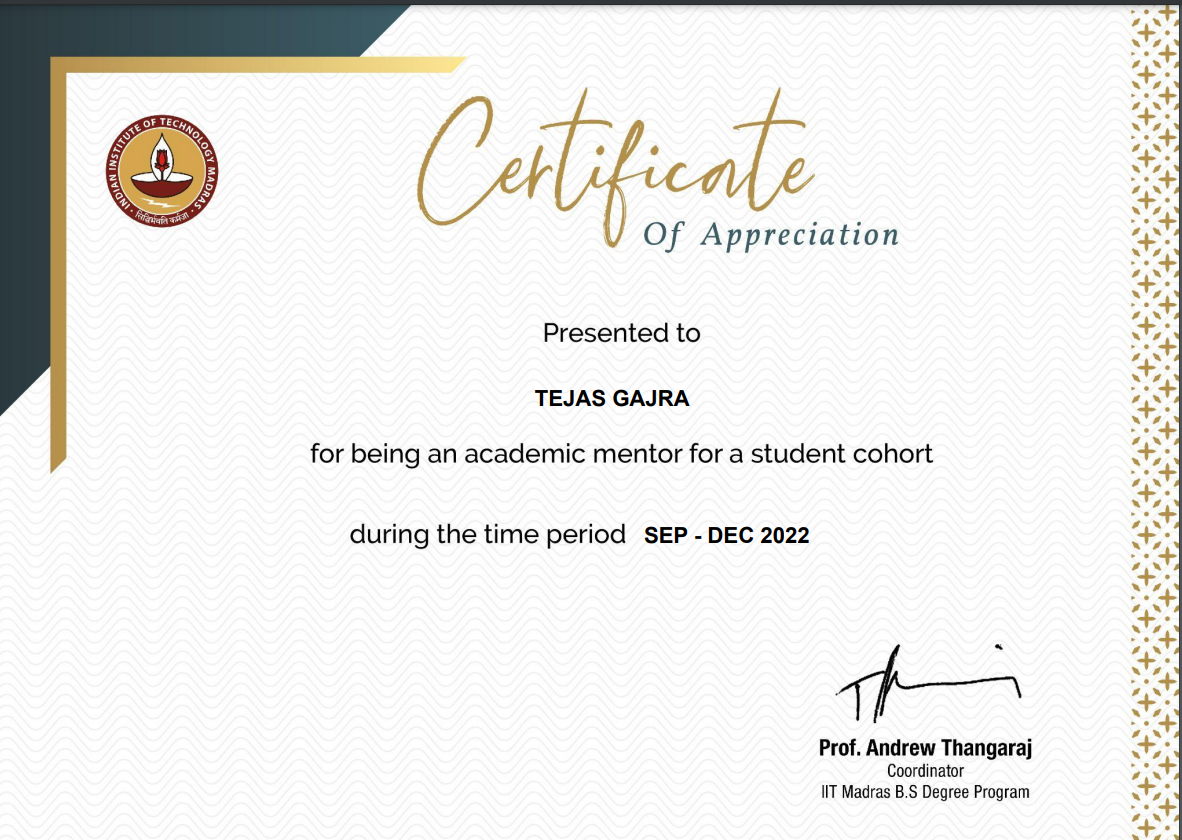 INDIAN INSTITUTE OF TECHNOLOGY MADRAS
सिद्धिर्भवति कर्मजा
Certificate
Of Appreciation
Presented to
TEJAS GAJRA
for being an academic mentor for a student cohort
during the time period SEP - DEC 2022
Prof. Andrew Thangaraj
Coordinator
IIT Madras B.S Degree Program